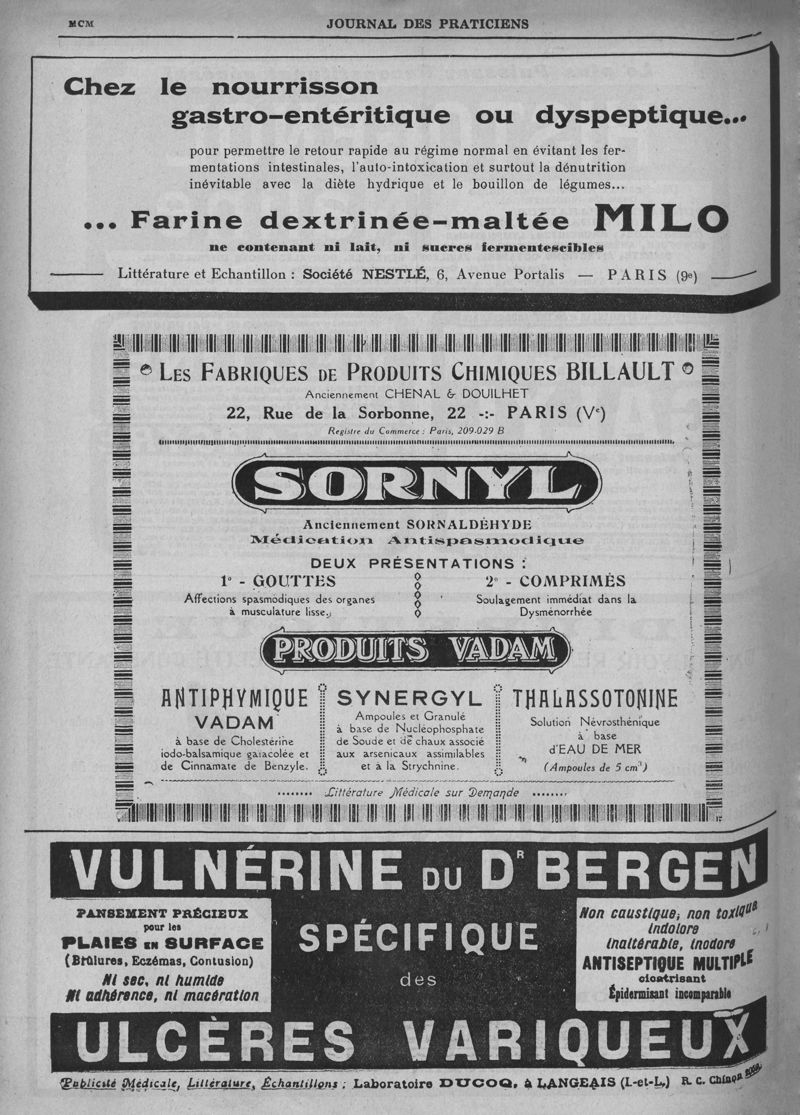 MCM
JOURNAL DES PRATICIENS
Chez le nourrisson
gastro-entéritique ou dyspeptique...
pour permettre le retour rapide au régime normal en évitant les fer-
mentations intestinales, l'auto-intoxication et surtout la dénutrition
inévitable avec la diète hydrique et le bouillon de légumes...
... Farine dextrinée-maltée MILO
ne contenant ni lait, ni sucres fermentescibles
Littérature et Echantillon : Société NESTLÉ, 6, Avenue Portalis — PARIS (9e)
LES FABRIQUES DE PRODUITS CHIMIQUES BILLAULT
Anciennement CHENAL & DOUILHET
22, Rue de la Sorbonne, 22 -:- PARIS (Ve)
Registre du Commerce : Paris, 209.029 B
SORNYL
Anciennement SORNALDÉHYDE
Médication Antispasmodique
DEUX PRÉSENTATIONS :
1° - GOUTTES
Affections spasmodiques des organes
à musculature lisse.
2° - COMPRIMÉS
Soulagement immédiat dans la
Dysménorrhée
PRODUITS VADAM
ANTIPHYMIQUE
VADAM
à base de Cholestérine
iodo-balsamique gaïacolée et
de Cinnamate de Benzyle.
SYNERGYL
Ampoules et Granulé
à base de Nucléophosphate
de Soude et de chaux associé
aux arsenicaux assimilables
et à la Strychnine.
THALASSOTONINE
Solution Névrosthénique
à base
d'EAU DE MER
(Ampoules de 5 cm3)
Littérature Médicale sur Demande
VULNÉRINE DU Dr BERGEN
PANSEMENT PRÉCIEUX
pour les
PLAIES EN SURFACE
(Brûlures, Eczémas, Contusion)
Ni sec, ni humide
Ni adhérence, ni macération
SPÉCIFIQUE
des
Non caustique, non toxique
Indolore
Inaltérable, Inodore
ANTISEPTIQUE MULTIPLE
cicatrisant
Épidermisant incomparable
ULCÈRES VARIQUEUX
Publicité Médicale, Littérature, Échantillons : Laboratoire DUCOQ, à LANGEAIS (I.-et-L.) R. C. Chinon